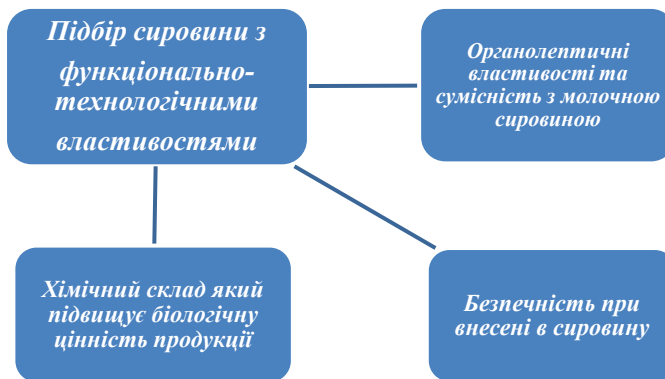 Підбір сировини з
функціонально-
технологічними
властивостями
Органолептичні
властивості та
сумісність з молочною
сировиною
Хімічний склад який
підвищує біологічну
цінність продукції
Безпечність при
внесені в сировину